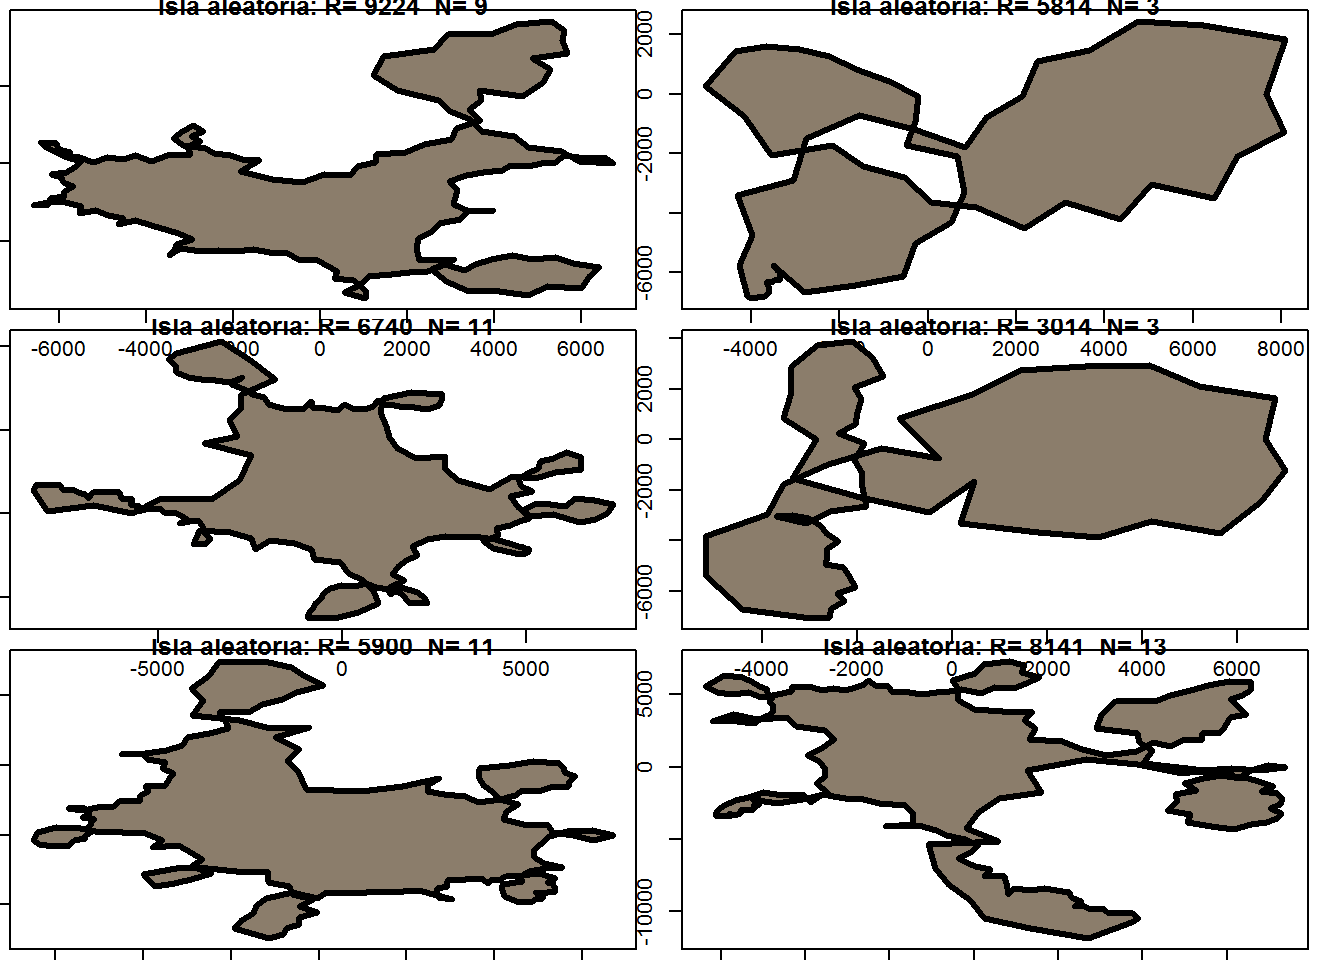 Isla aleatoria: R= 9224 N= 9
Isla aleatoria: R= 5814 N= 3
2000
0
-2000
-6000
Isla aleatoria: R= 6740 N= 11
-6000 -4000 0 2000 4000 6000
Isla aleatoria: R= 3014 N= 3
-4000 0 2000 4000 6000 8000
2000
0
-2000
-6000
Isla aleatoria: R= 5900 N= 11
-5000 0 5000
Isla aleatoria: R= 8141 N= 13
-4000 -2000 0 2000 4000 6000
5000
0
-10000